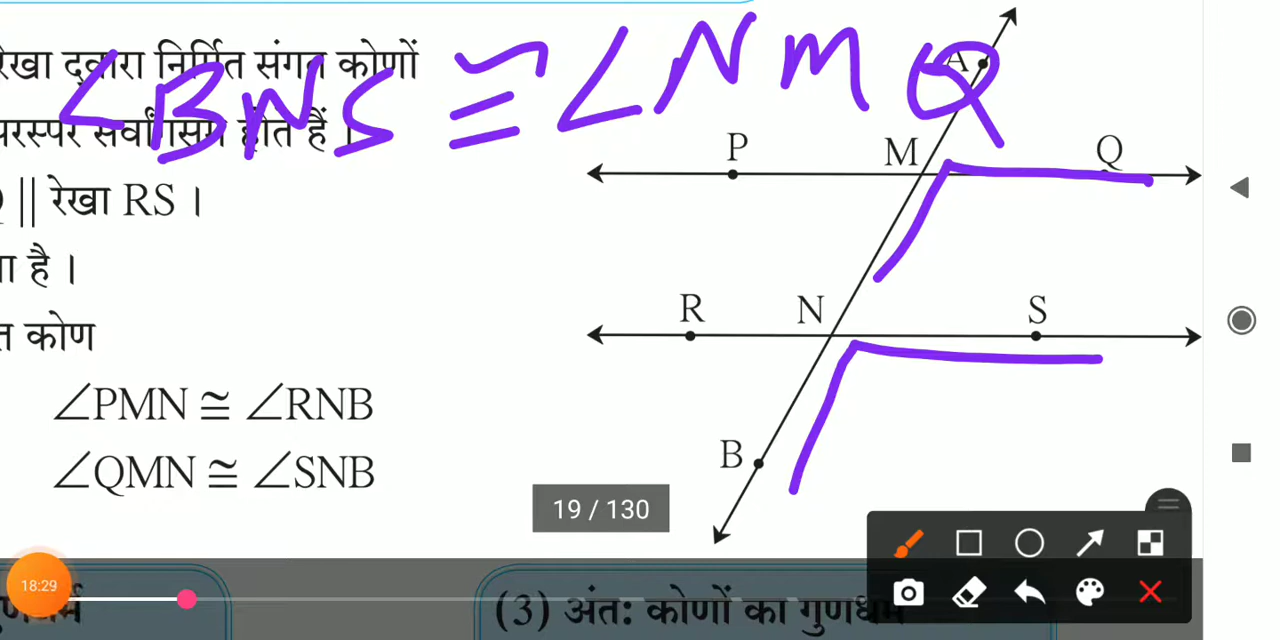 रेखा द्वारा निर्मित संगत कोणों
∠BNS ≅ ∠NMQ
परस्पर सर्वांगसम होते हैं ।
A
P M Q
|| रेखा RS ।
है ।
R N S
कोण
∠PMN ≅ ∠RNB
∠QMN ≅ ∠SNB
B
19 / 130
18:29
(3) अंतः कोणों का गुणधर्म